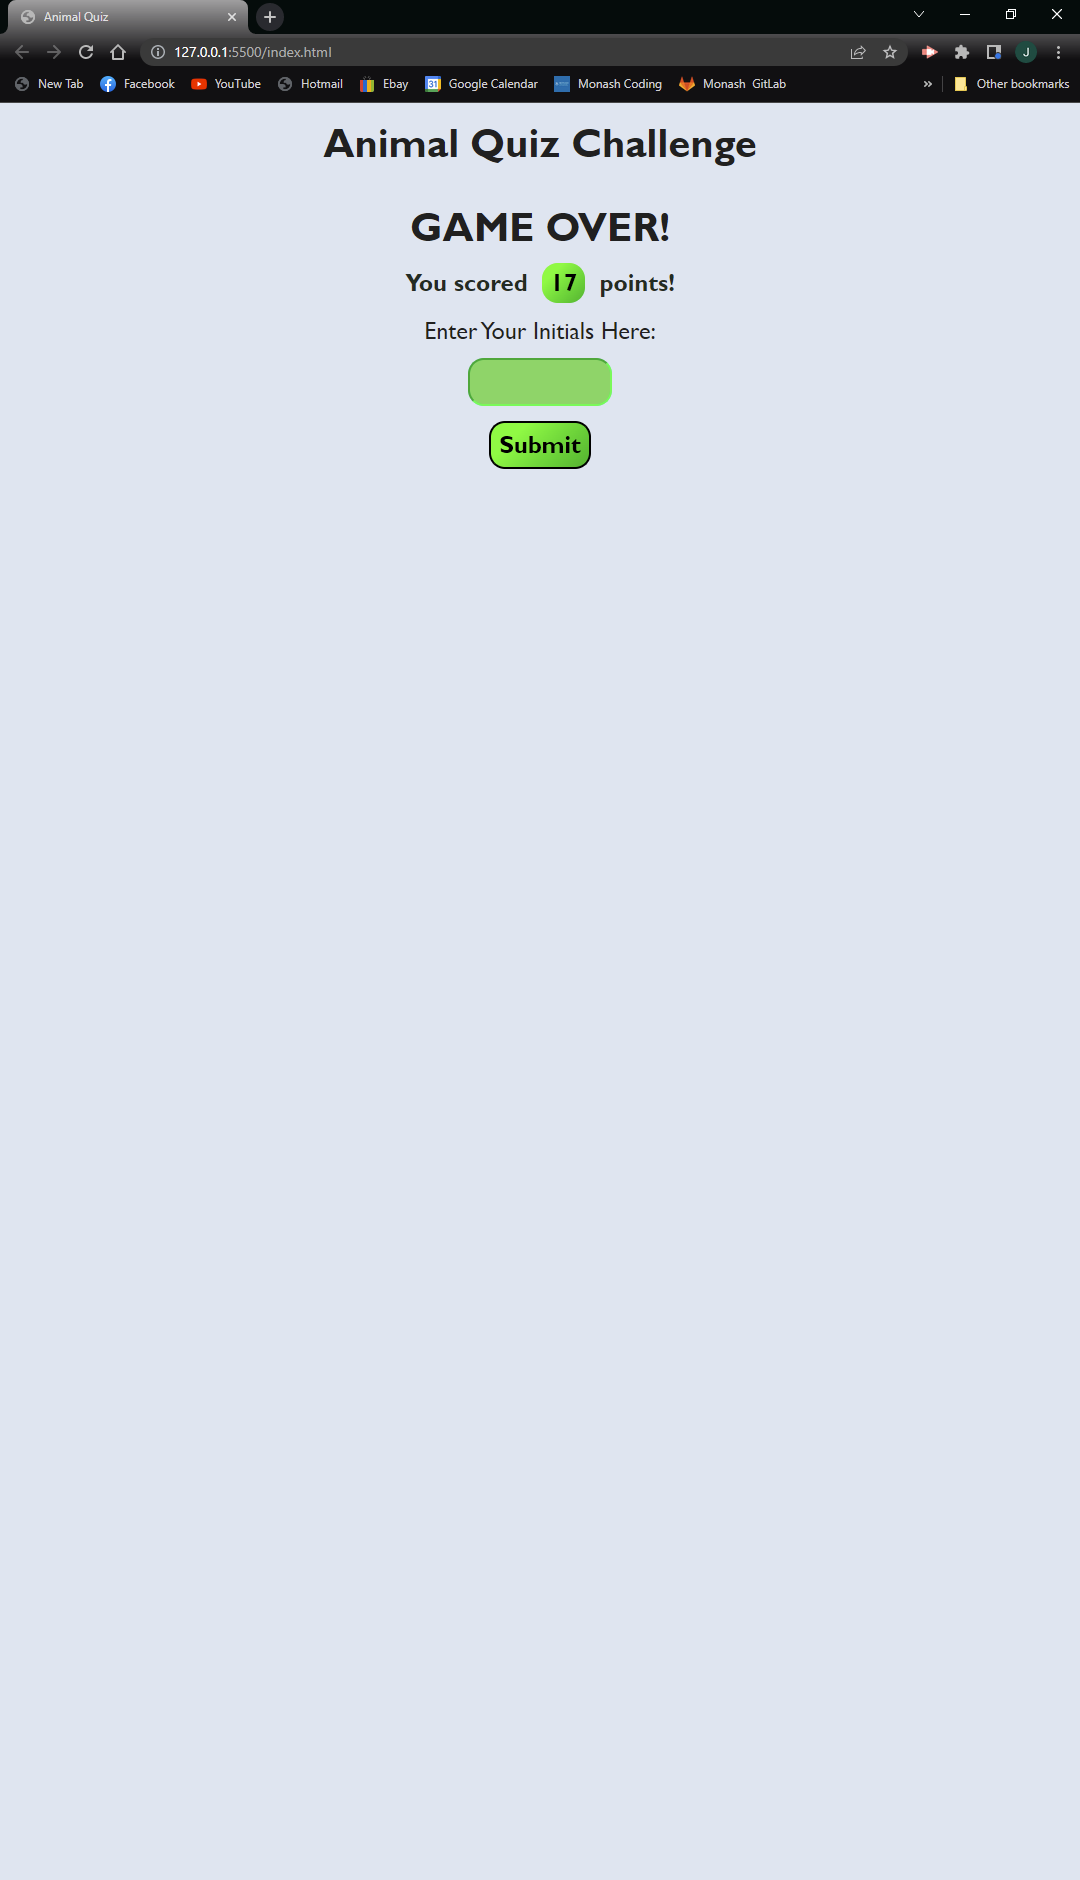 Animal Quiz
127.0.0.1:5500/index.html
J
New Tab Facebook YouTube Hotmail Ebay 31 Google Calendar Monash Coding Monash GitLab » Other bookmarks
Animal Quiz Challenge
GAME OVER!
You scored 17 points!
Enter Your Initials Here:
Submit